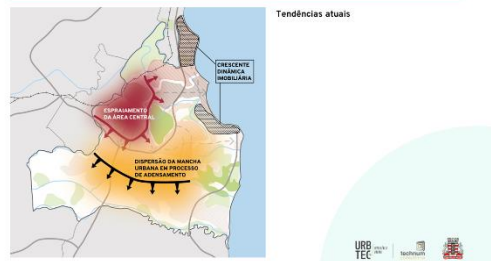 Tendências atuais
CRESCENTE
DINÂMICA
IMOBILIÁRIA
ESPRAIAMENTO
DA ÁREA CENTRAL
DISPERSÃO DA MANCHA
URBANA EM PROCESSO
DE ADENSAMENTO
URB
TEC
technum